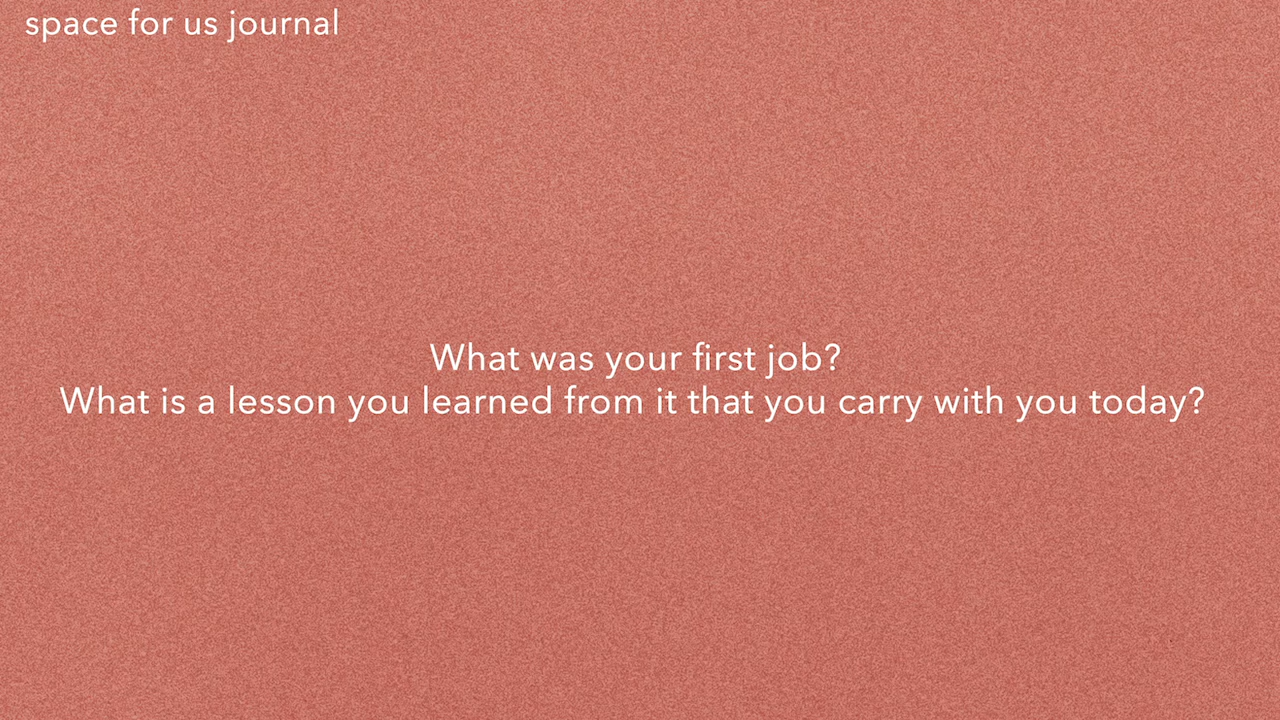 space for us journal
What was your first job?
What is a lesson you learned from it that you carry with you today?